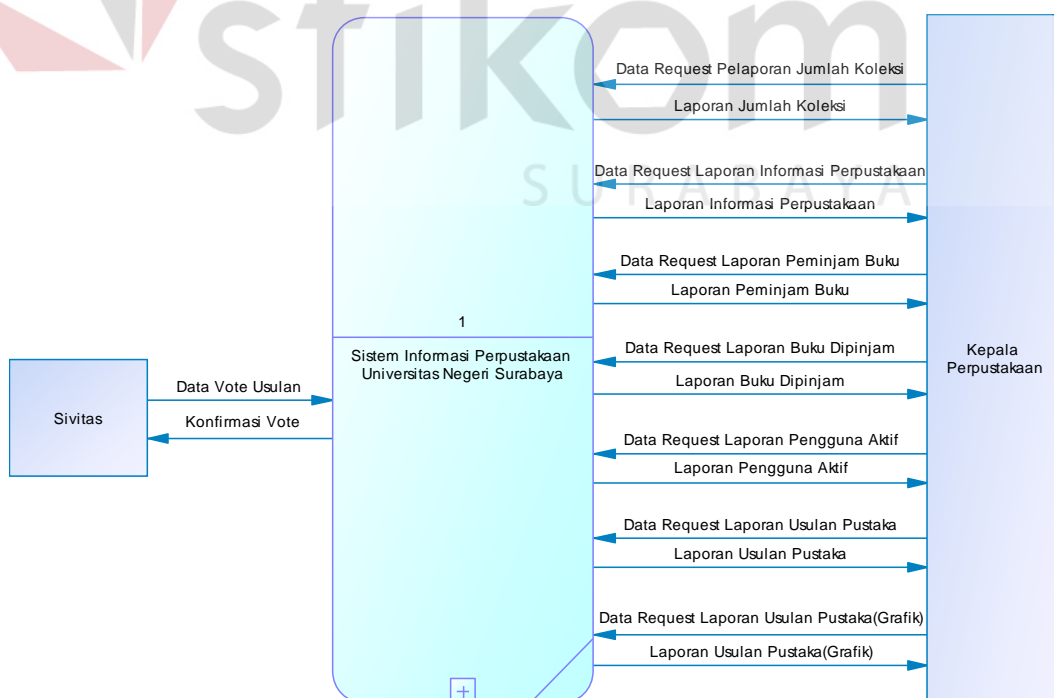 stikom
SURABAYA
Data Request Pelaporan Jumlah Koleksi
Laporan Jumlah Koleksi
Data Request Laporan Informasi Perpustakaan
Laporan Informasi Perpustakaan
Data Request Laporan Peminjam Buku
Laporan Peminjam Buku
1
Sistem Informasi Perpustakaan
Universitas Negeri Surabaya
Data Request Laporan Buku Dipinjam
Laporan Buku Dipinjam
Kepala
Perpustakaan
Sivitas
Data Vote Usulan
Konfirmasi Vote
Data Request Laporan Pengguna Aktif
Laporan Pengguna Aktif
Data Request Laporan Usulan Pustaka
Laporan Usulan Pustaka
Data Request Laporan Usulan Pustaka(Grafik)
Laporan Usulan Pustaka(Grafik)
+